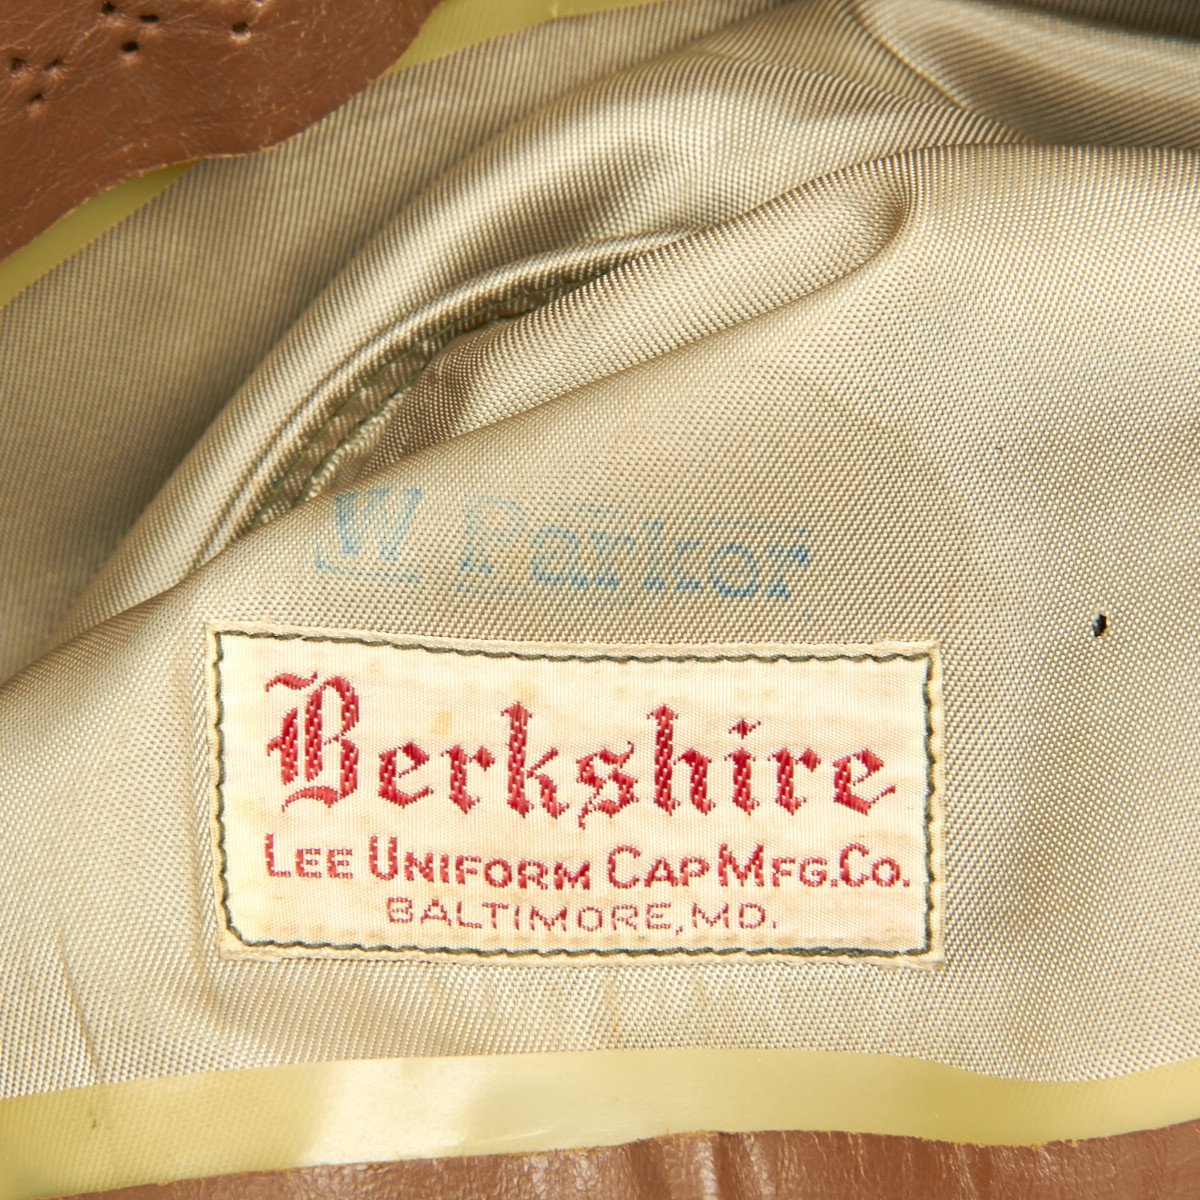 W Parker
Berkshire
LEE UNIFORM CAP MFG. CO.
BALTIMORE, MD.